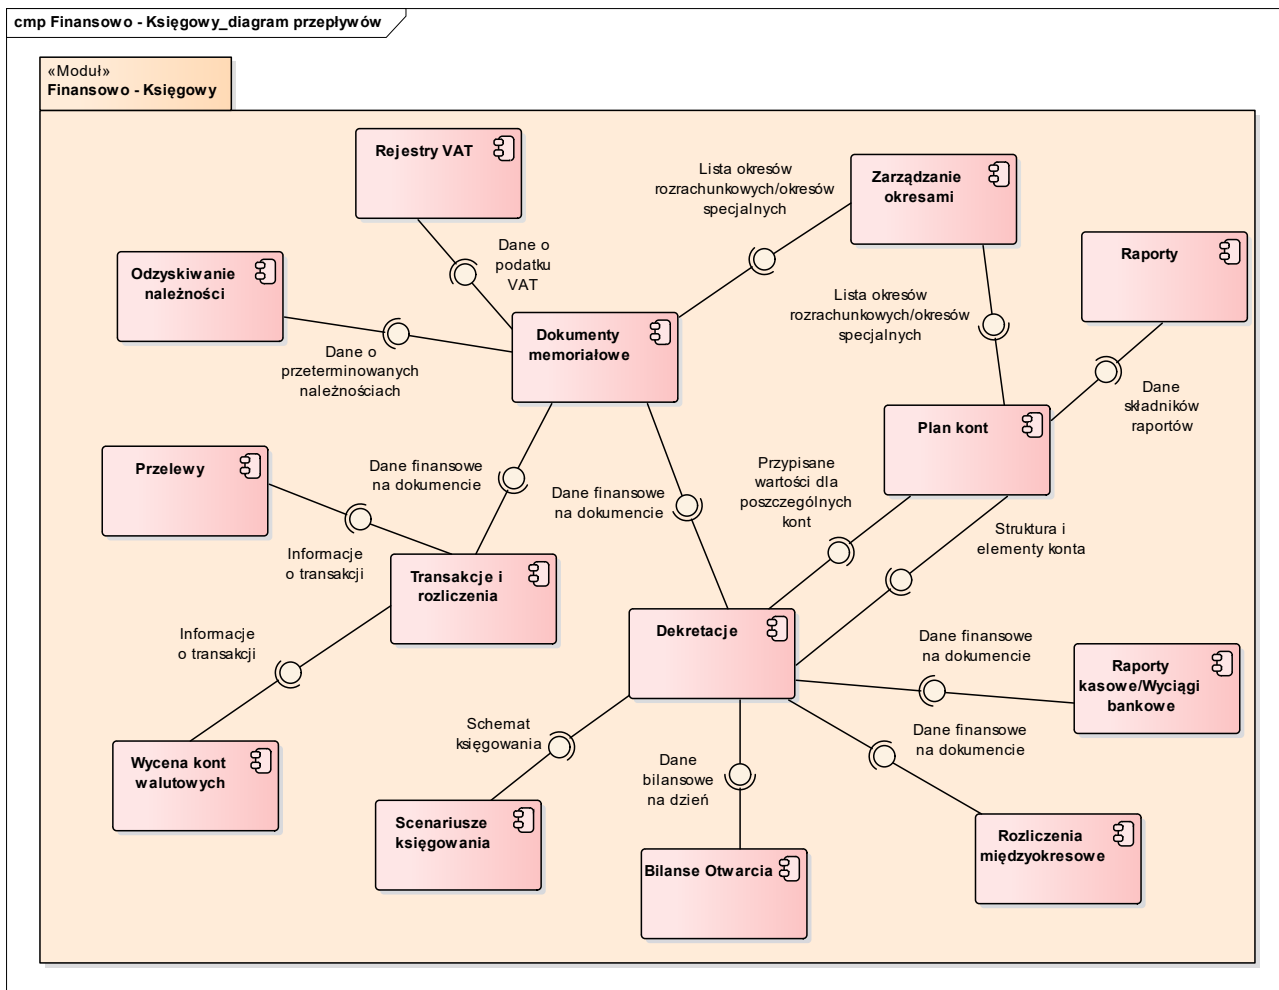 cmp Finansowo - Księgowy_diagram przepływów
«Moduł»
Finansowo - Księgowy
Rejestry VAT
Lista okresów
rozrachunkowych/okresów
specjalnych
Zarządzanie
okresami
Dane o
podatku
VAT
Raporty
Odzyskiwanie
należności
Lista okresów
rozrachunkowych/okresów
specjalnych
Dokumenty
memoriałowe
Dane o
przeterminowanych
należnościach
Dane
składników
raportów
Plan kont
Przelewy
Dane finansowe
na dokumencie
Dane finansowe
na dokumencie
Przypisane
wartości dla
poszczególnych
kont
Struktura i
elementy konta
Informacje
o transakcji
Transakcje i
rozliczenia
Informacje
o transakcji
Dekretacje
Dane finansowe
na dokumencie
Raporty
kasowe/Wyciągi
bankowe
Schemat
księgowania
Dane finansowe
na dokumencie
Dane
bilansowe
na dzień
Wycena kont
walutowych
Scenariusze
księgowania
Rozliczenia
międzyokresowe
Bilanse Otwarcia